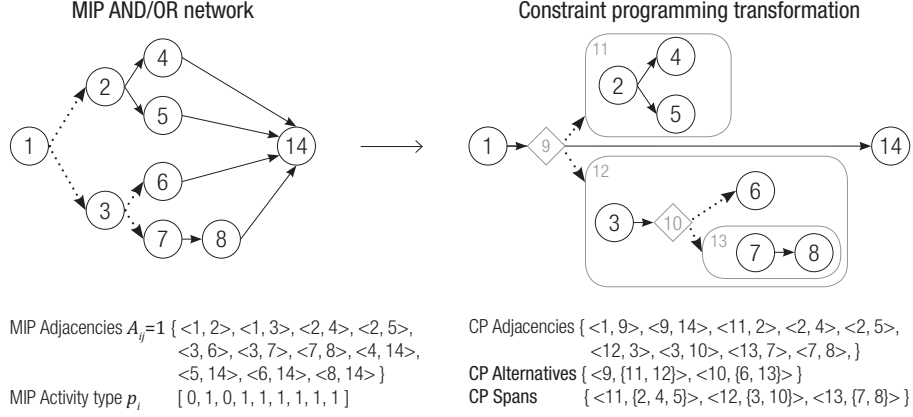 MIP AND/OR network
Constraint programming transformation
1
2
4
5
3
6
7
8
14
1
9
11
2
4
5
14
12
3
10
6
13
7
8
MIP Adjacencies A_ij=1 { <1, 2>, <1, 3>, <2, 4>, <2, 5>,
<3, 6>, <3, 7>, <7, 8>, <4, 14>,
<5, 14>, <6, 14>, <8, 14> }
MIP Activity type p_i [ 0, 1, 0, 1, 1, 1, 1, 1, 1 ]
CP Adjacencies { <1, 9>, <9, 14>, <11, 2>, <2, 4>, <2, 5>,
<12, 3>, <3, 10>, <13, 7>, <7, 8>, }
CP Alternatives { <9, {11, 12}>, <10, {6, 13}> }
CP Spans { <11, {2, 4, 5}>, <12, {3, 10}>, <13, {7, 8}> }